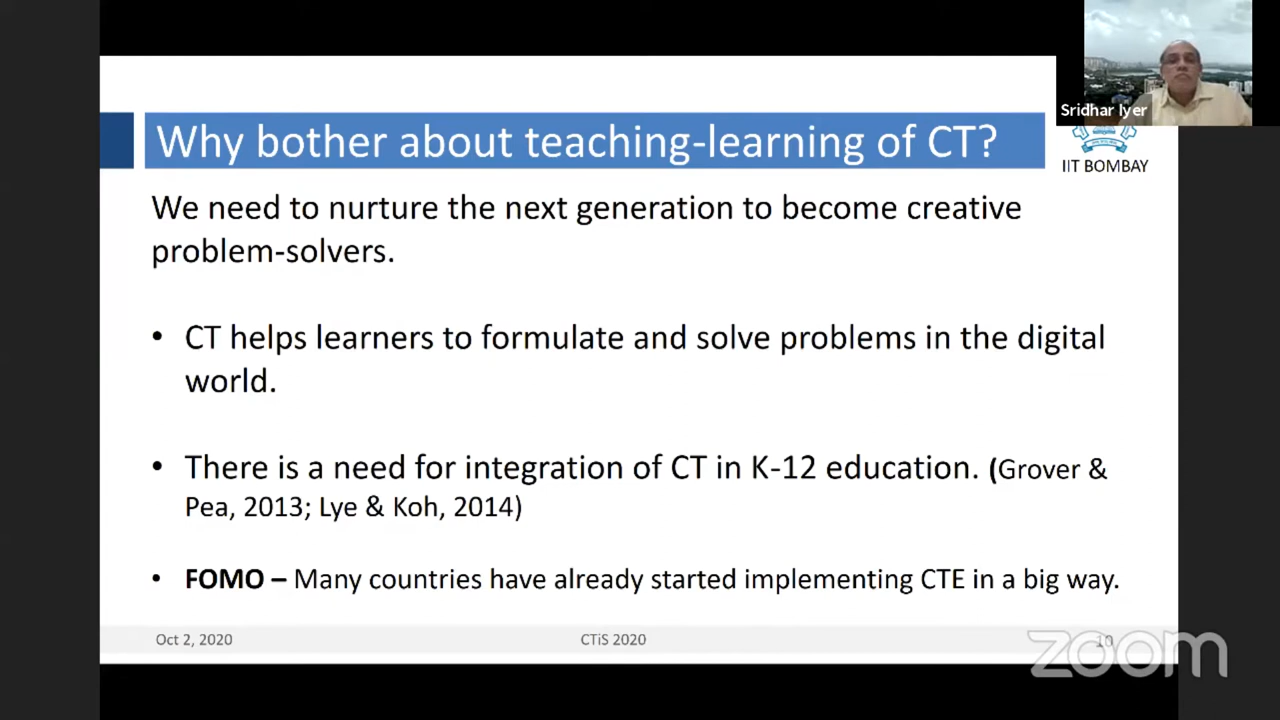 Sridhar Iyer
Why bother about teaching-learning of CT?
IIT BOMBAY
We need to nurture the next generation to become creative
problem-solvers.
• CT helps learners to formulate and solve problems in the digital
world.
• There is a need for integration of CT in K-12 education. (Grover &
Pea, 2013; Lye & Koh, 2014)
• FOMO – Many countries have already started implementing CTE in a big way.
Oct 2, 2020
CTiS 2020
10
zoom